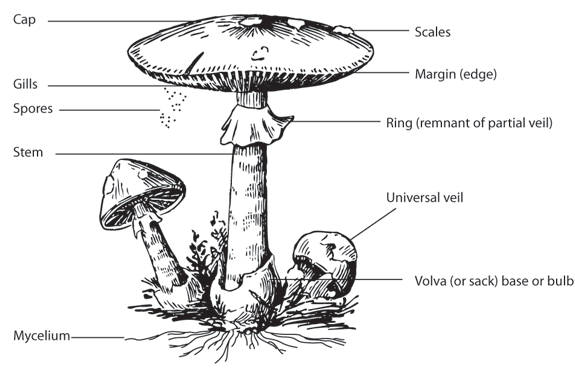 Cap
Scales
Margin (edge)
Gills
Spores
Ring (remnant of partial veil)
Stem
Universal veil
Volva (or sack) base or bulb
Mycelium